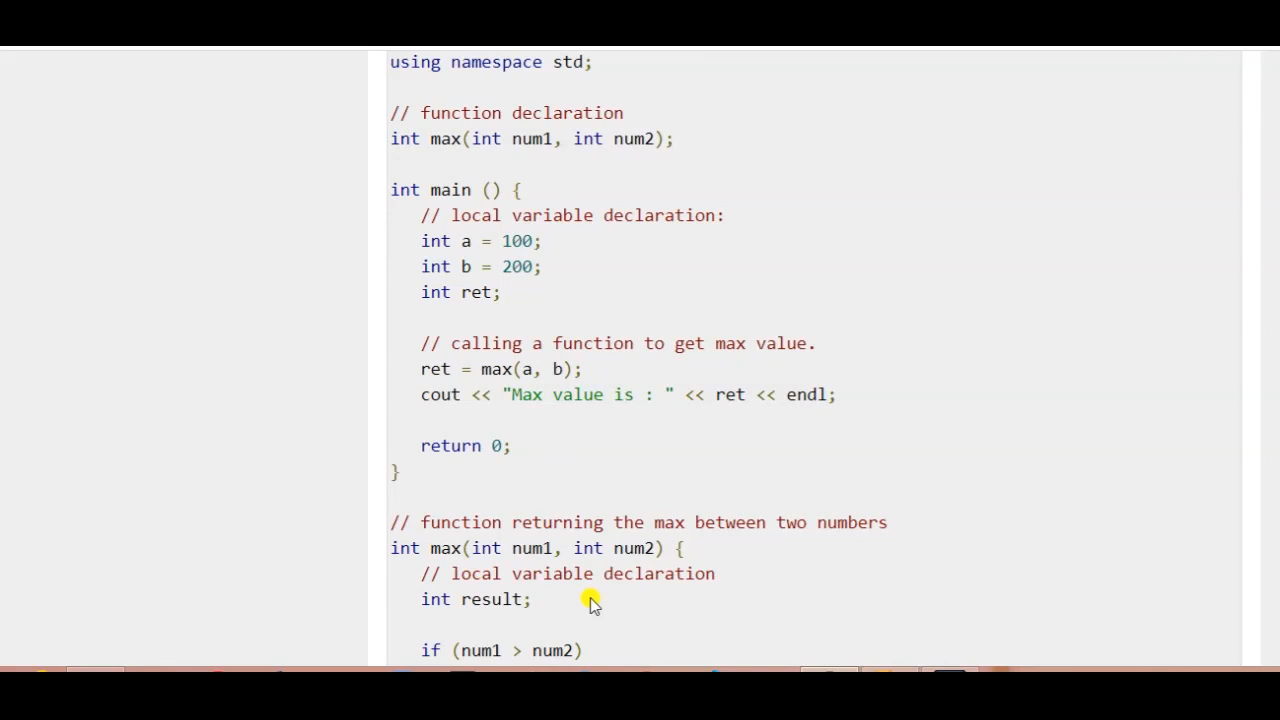 using namespace std;
// function declaration
int max(int num1, int num2);
int main () {
// local variable declaration:
int a = 100;
int b = 200;
int ret;
// calling a function to get max value.
ret = max(a, b);
cout << "Max value is : " << ret << endl;
return 0;
}
// function returning the max between two numbers
int max(int num1, int num2) {
// local variable declaration
int result;
if (num1 > num2)